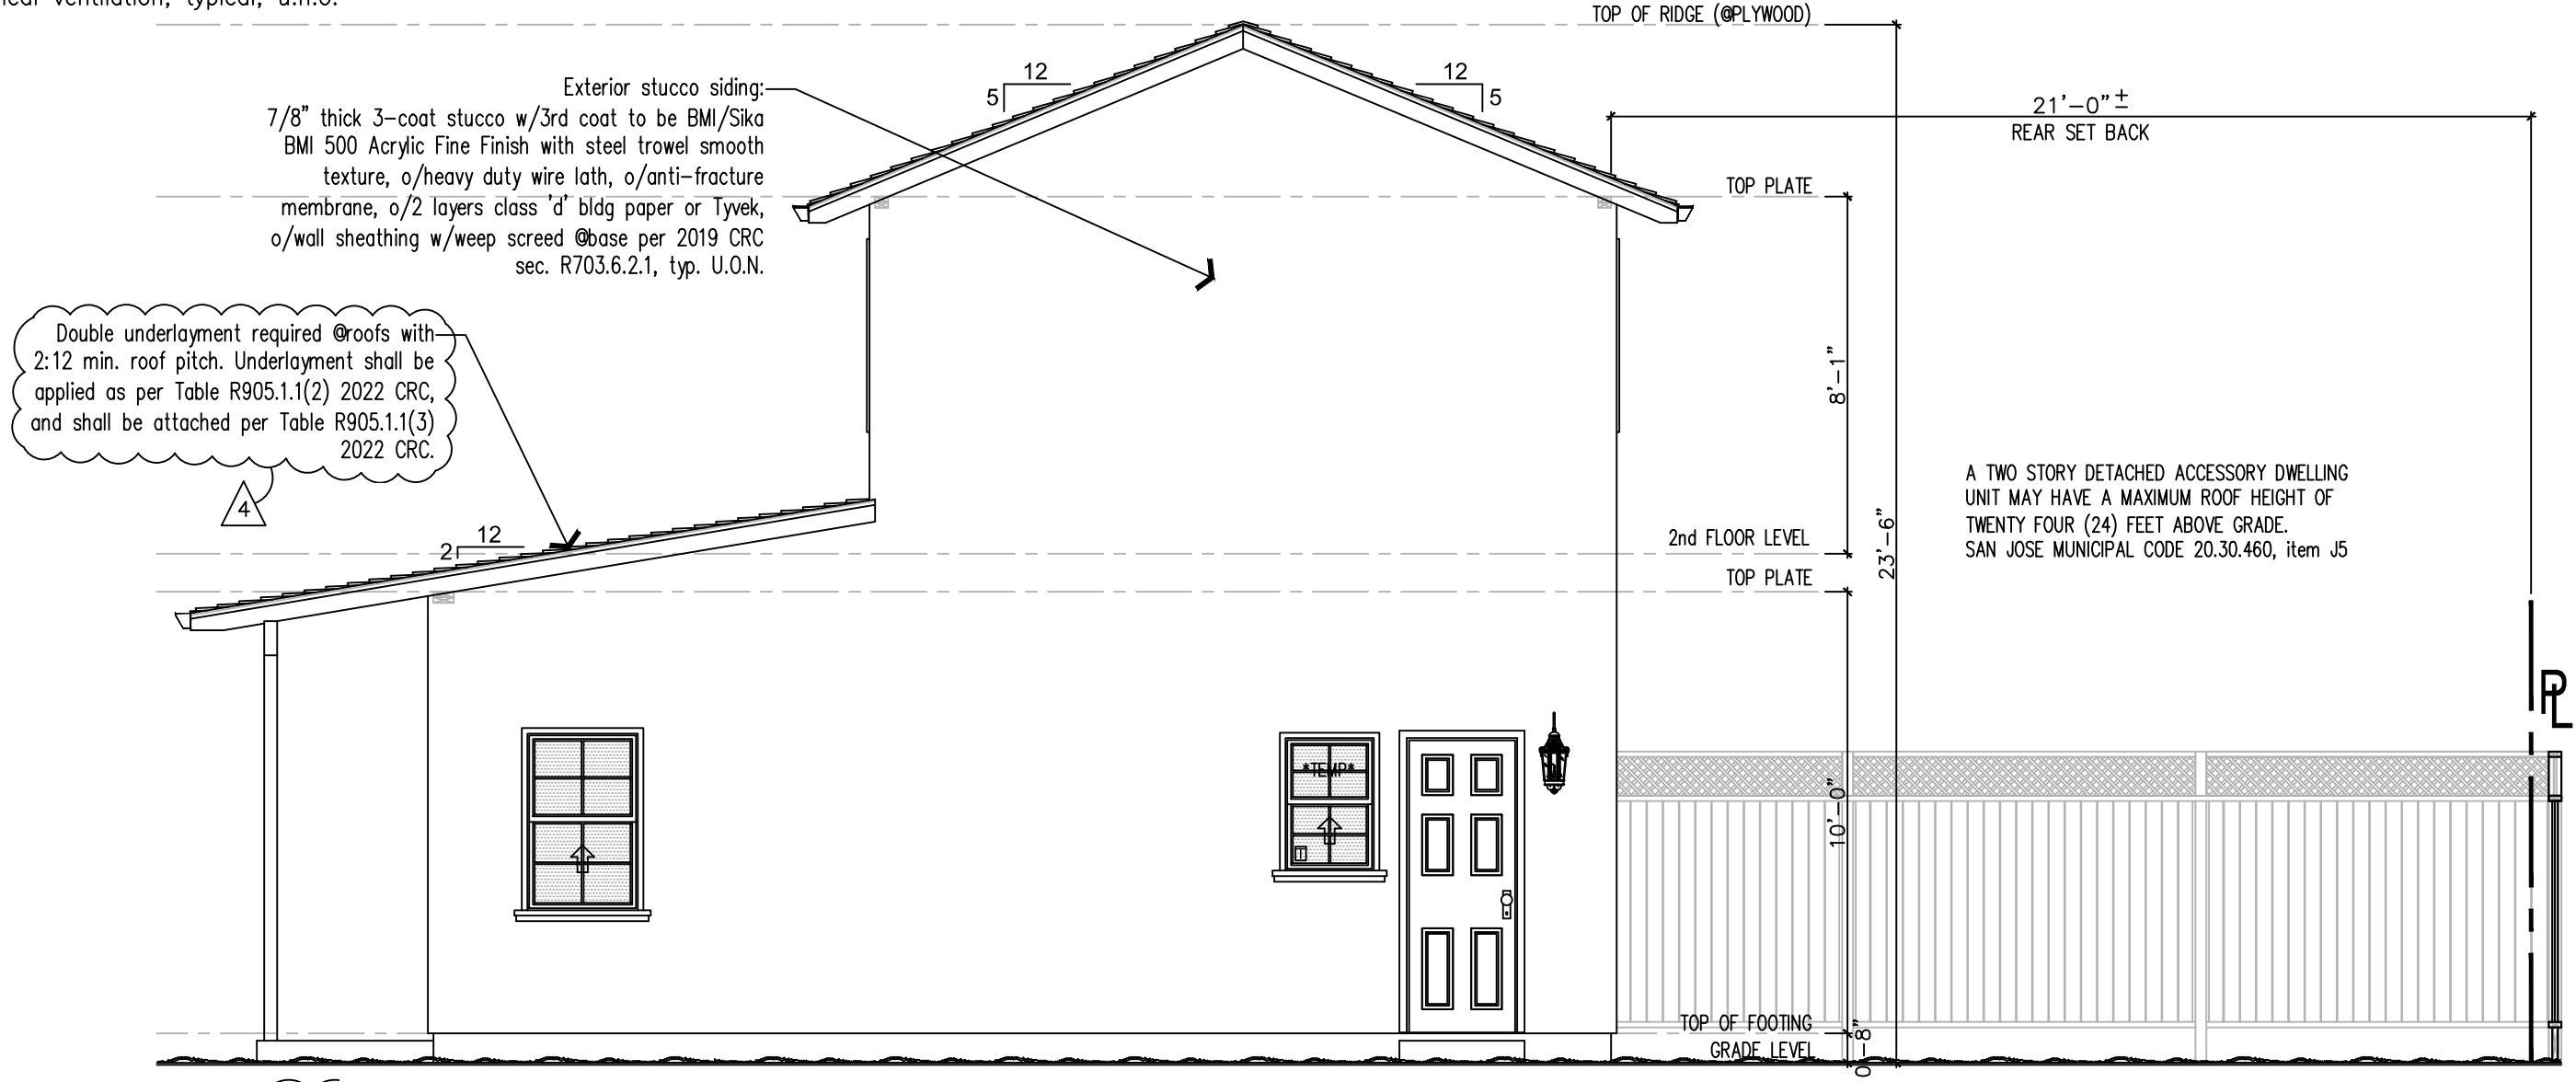 TOP OF RIDGE (@PLYWOOD)
12
5
12
5
Exterior stucco siding:
7/8" thick 3-coat stucco w/3rd coat to be BMI/Sika
BMI 500 Acrylic Fine Finish with steel trowel smooth
texture, o/heavy duty wire lath, o/anti-fracture
membrane, o/2 layers class 'd' bldg paper or Tyvek,
o/wall sheathing w/weep screed @base per 2019 CRC
sec. R703.6.2.1, typ. U.O.N.
21'-0" ±
REAR SET BACK
TOP PLATE
Double underlayment required @roofs with
2:12 min. roof pitch. Underlayment shall be
applied as per Table R905.1.1(2) 2022 CRC,
and shall be attached per Table R905.1.1(3)
2022 CRC.
4
8'-1"
23'-6"
A TWO STORY DETACHED ACCESSORY DWELLING
UNIT MAY HAVE A MAXIMUM ROOF HEIGHT OF
TWENTY FOUR (24) FEET ABOVE GRADE.
SAN JOSE MUNICIPAL CODE 20.30.460, item J5
12
2
2nd FLOOR LEVEL
TOP PLATE
PL
*TEMP*
10'-0"
TOP OF FOOTING
GRADE LEVEL
0'-8"